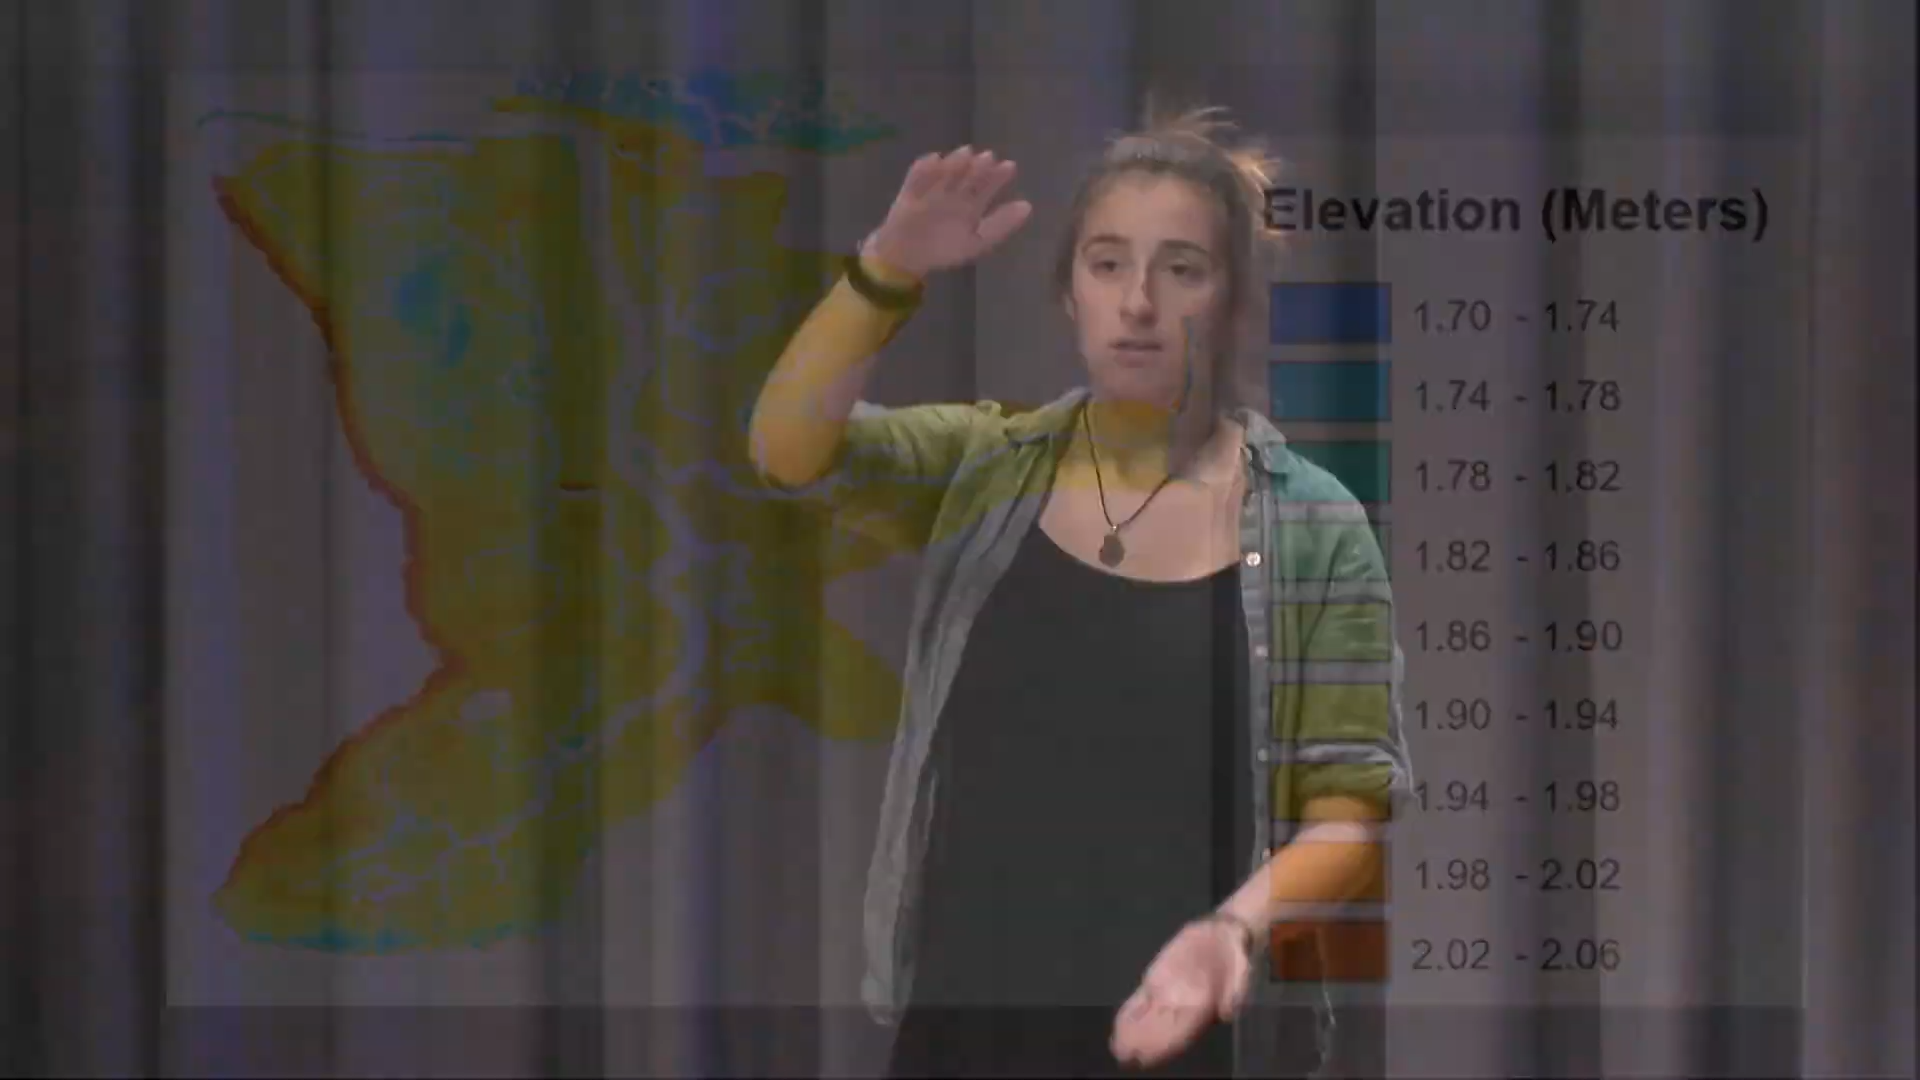 Elevation (Meters)
1.70 - 1.74
1.74 - 1.78
1.78 - 1.82
1.82 - 1.86
1.86 - 1.90
1.90 - 1.94
1.94 - 1.98
1.98 - 2.02
2.02 - 2.06